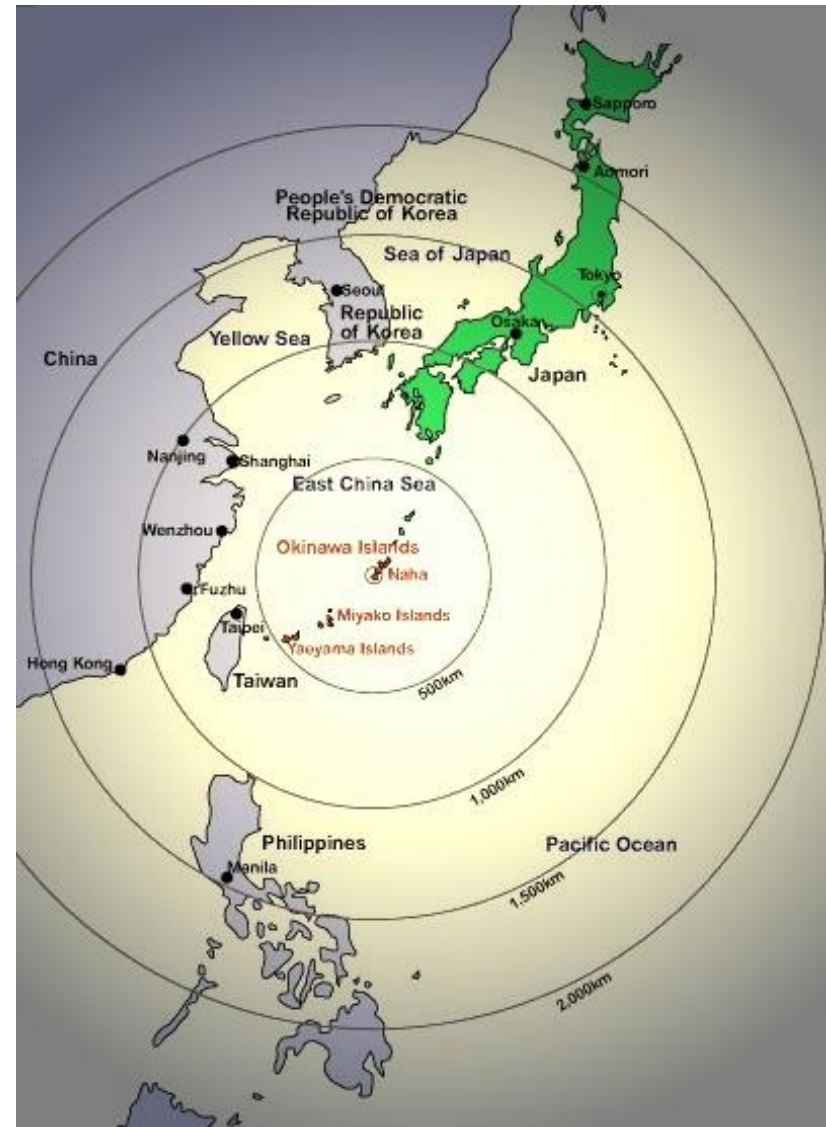 Sapporo
Aomori
People's Democratic
Republic of Korea
Sea of Japan
Tokyo
Seoul
Republic
of Korea
Osaka
Yellow Sea
China
Japan
Nanjing
Shanghai
East China Sea
Wenzhou
Okinawa Islands
Naha
Fuzhu
Miyako Islands
Taipei
Yaeyama Islands
Hong Kong
Taiwan
500km
1,000km
Philippines
Pacific Ocean
Manila
1.500km
2,000km